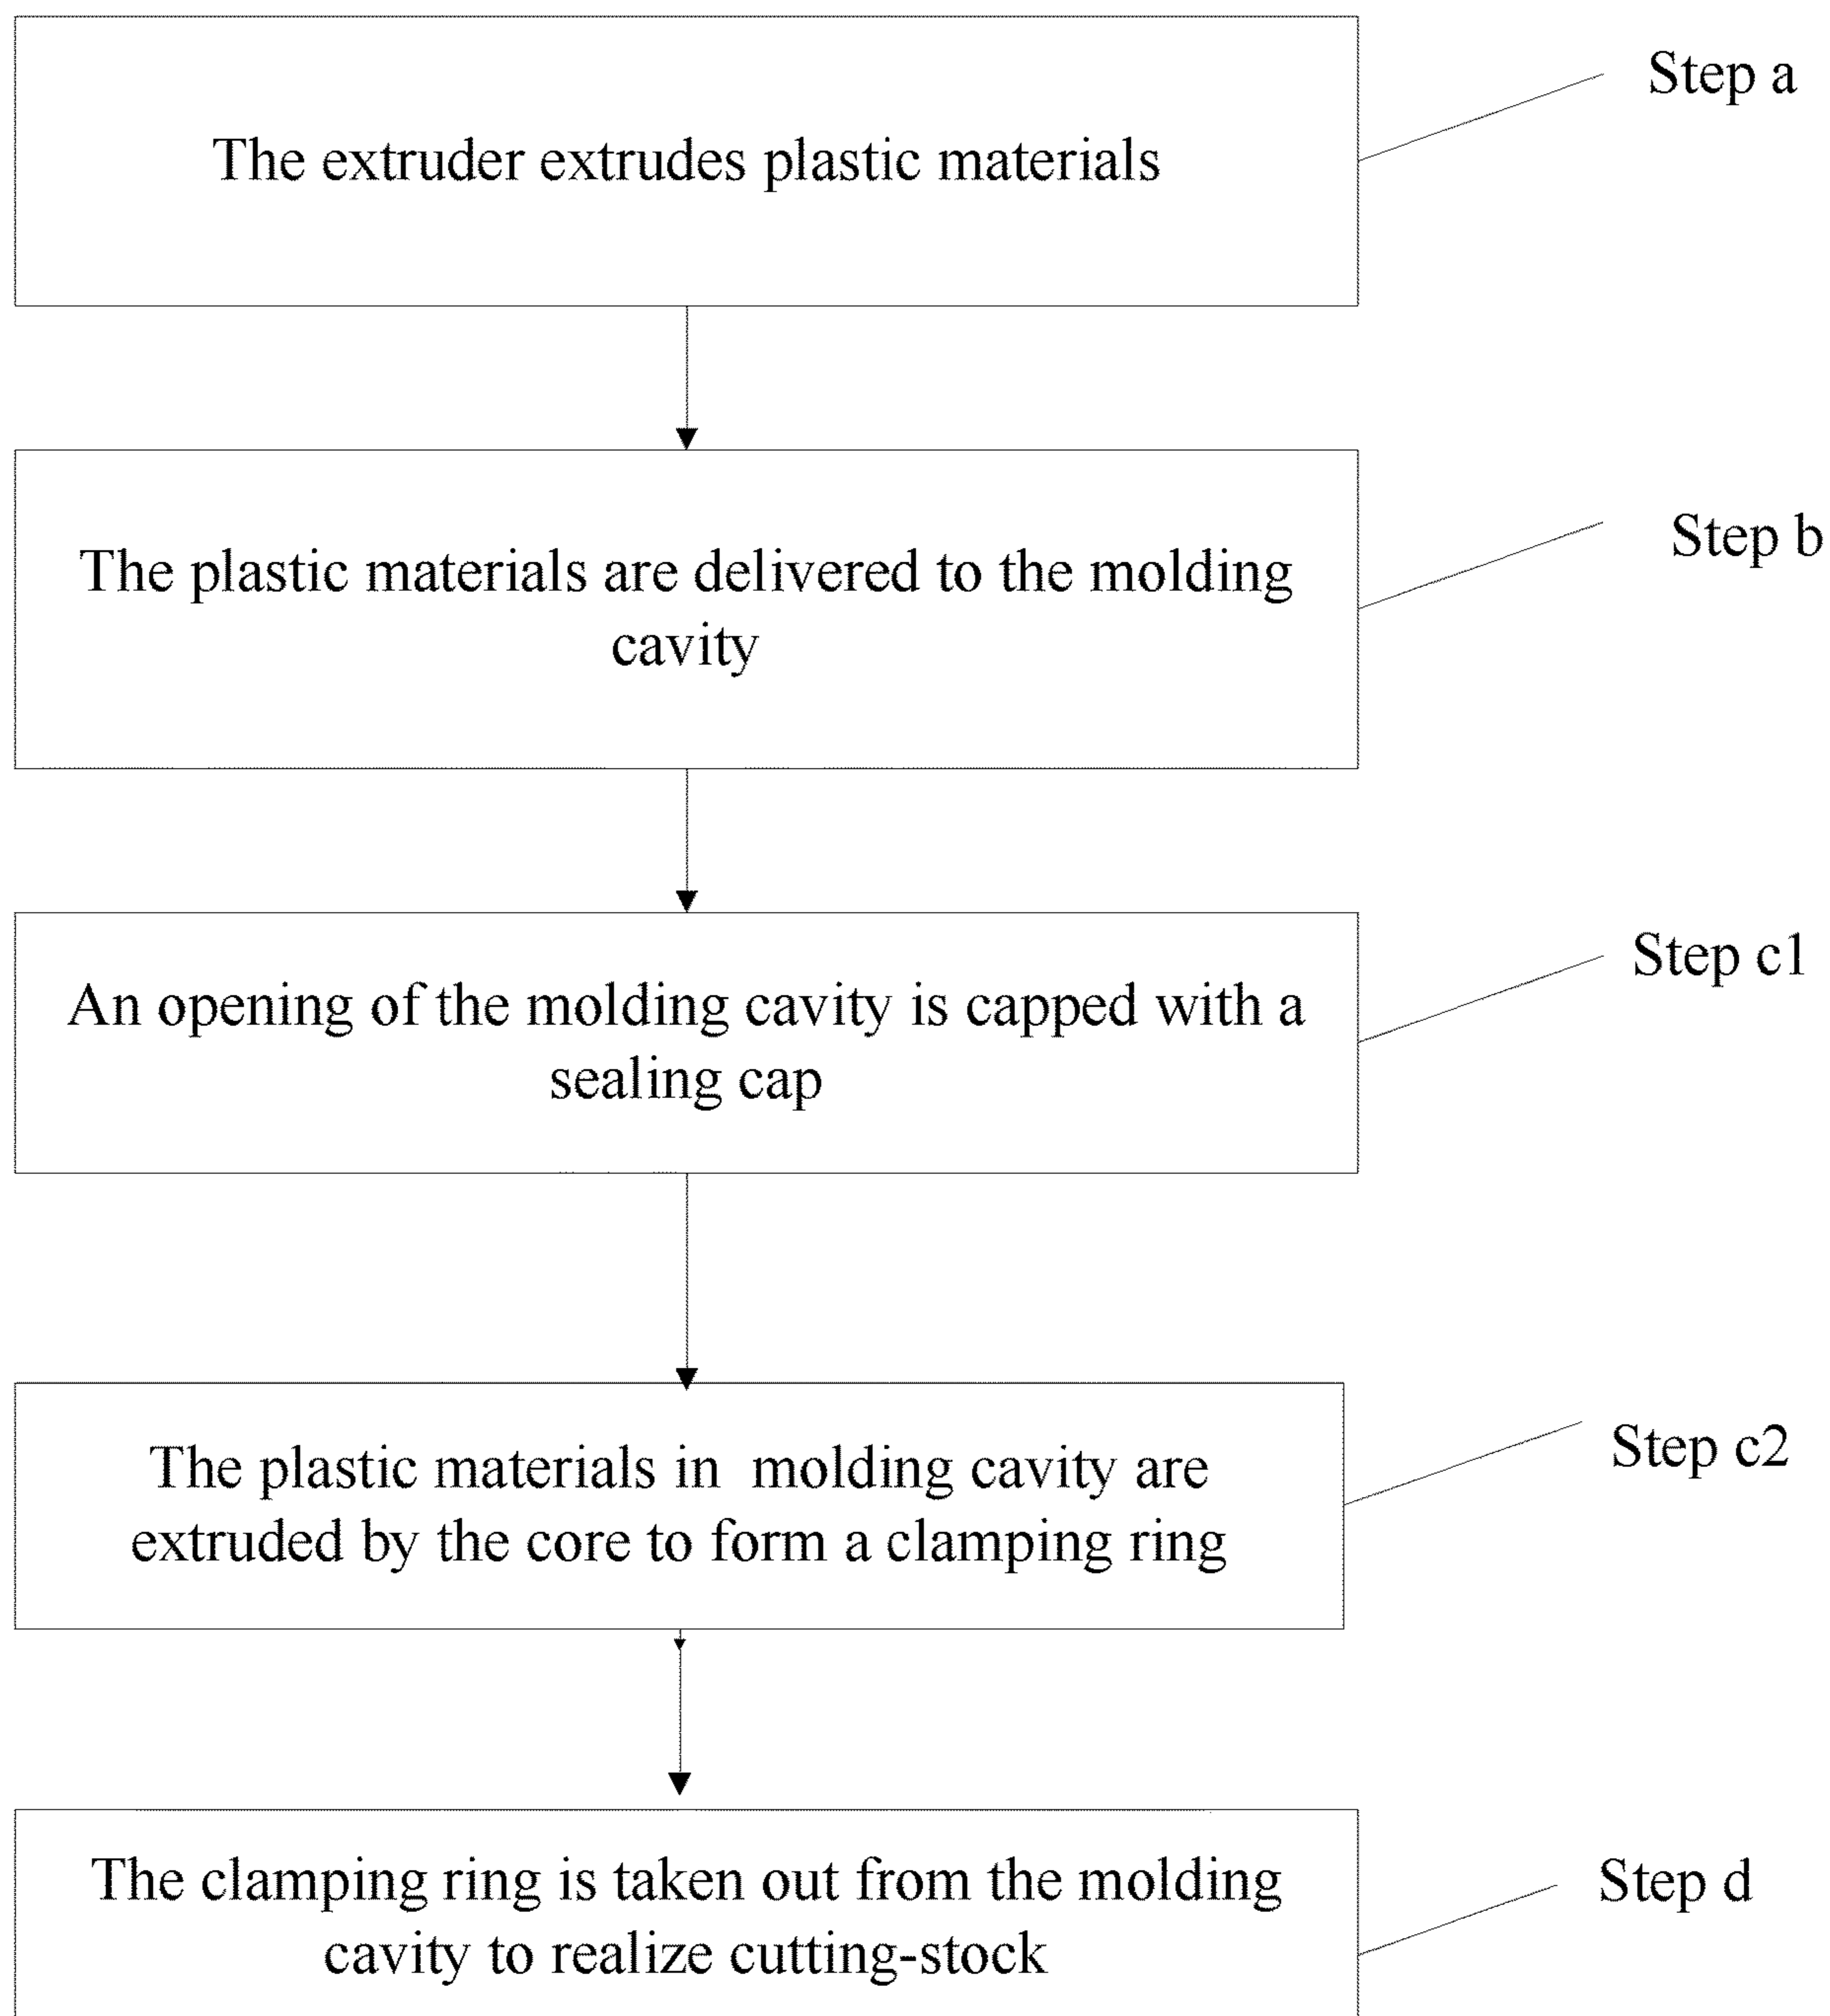 The extruder extrudes plastic materials
Step a
The plastic materials are delivered to the molding
cavity
Step b
An opening of the molding cavity is capped with a
sealing cap
Step c1
The plastic materials in molding cavity are
extruded by the core to form a clamping ring
Step c2
The clamping ring is taken out from the molding
cavity to realize cutting-stock
Step d